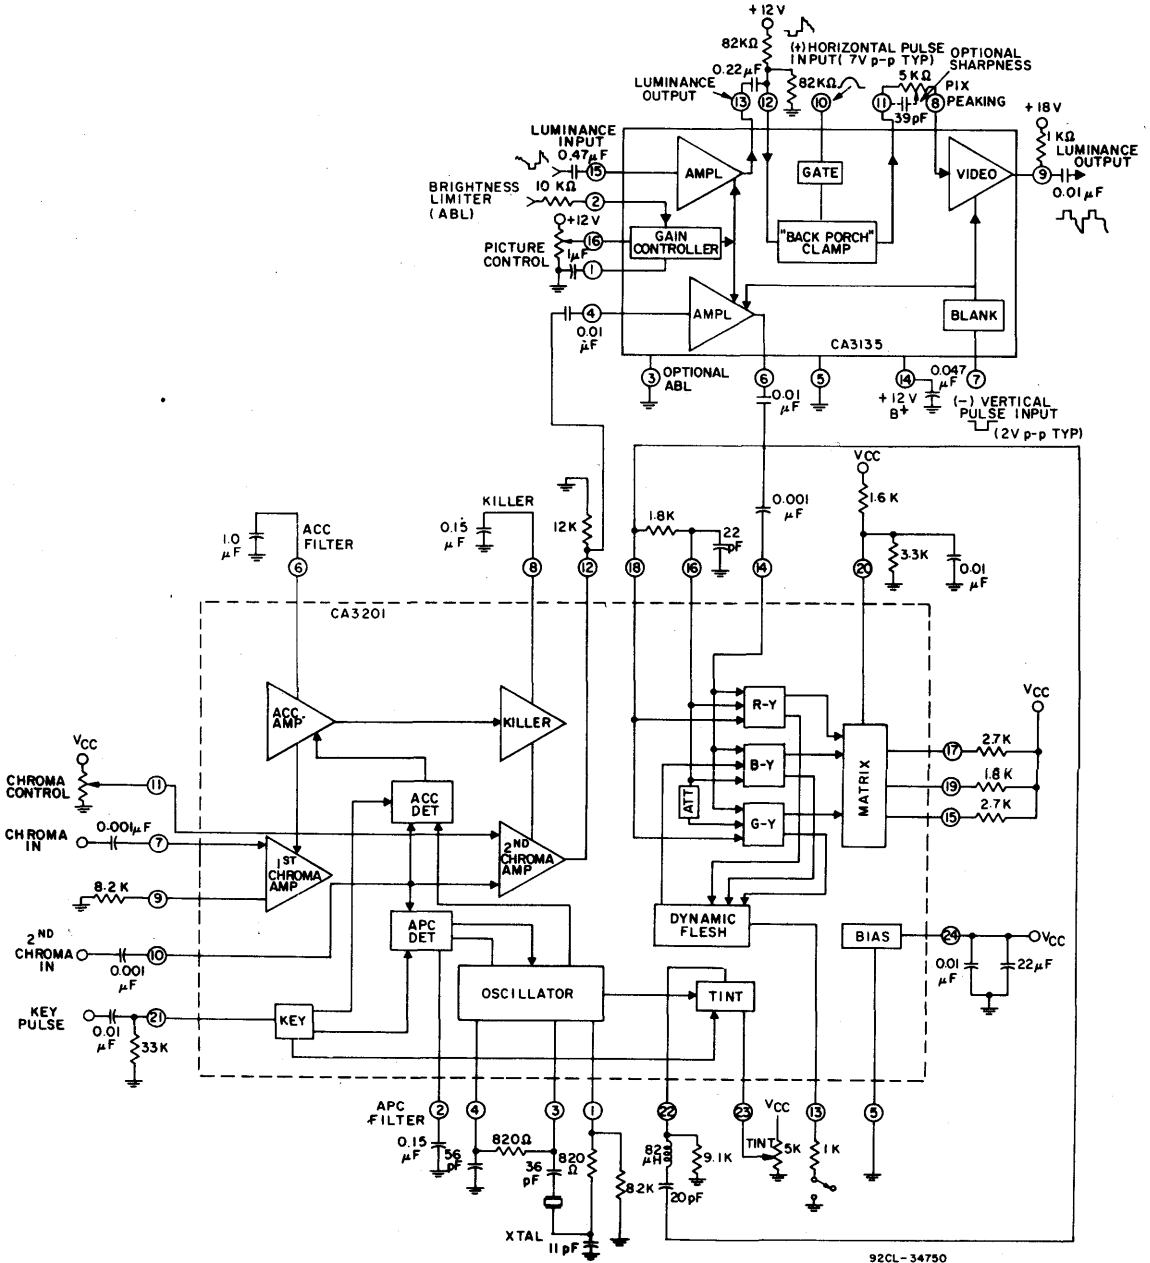 +12V
82KΩ
(+) HORIZONTAL PULSE
INPUT ( 7V p-p TYP)
OPTIONAL
SHARPNESS
0.22μF
82KΩ
5KΩ
PIX
PEAKING
LUMINANCE
OUTPUT
13
12
10
11
8
39pF
+18V
1KΩ
LUMINANCE
OUTPUT
9
0.01
μF
LUMINANCE
INPUT
0.47μF
15
AMPL
GATE
VIDEO
BRIGHTNESS
LIMITER
(ABL)
10 KΩ
2
+12V
16
PICTURE
CONTROL
1μF
1
GAIN
CONTROLLER
"BACK PORCH"
CLAMP
4
0.01
μF
AMPL
BLANK
CA3135
3
OPTIONAL
ABL
6
0.01
μF
5
14
+12V
B+
0.047
μF
7
(-) VERTICAL
PULSE INPUT
(2V p-p TYP)
VCC
1.6K
KILLER
1.0
μF
ACC
FILTER
0.15
μF
12K
1.8K
22
pF
0.001
μF
3.3K
0.01
μF
6
8
12
18
16
14
20
CA3201
ACC
AMP
KILLER
R-Y
B-Y
G-Y
ATT
MATRIX
VCC
17
2.7K
19
1.8K
15
2.7K
VCC
CHROMA
CONTROL
11
ACC
DET
CHROMA
IN
0.001μF
7
1ST
CHROMA
AMP
2ND
CHROMA
AMP
8.2K
9
APC
DET
DYNAMIC
FLESH
BIAS
24
VCC
0.01
μF
22μF
2ND
CHROMA
IN
10
0.001
μF
OSCILLATOR
TINT
KEY
PULSE
21
0.01
μF
33K
KEY
APC
FILTER
2
4
3
1
22
23
VCC
13
5
0.15
μF
56
pF
820Ω
36
pF
820
Ω
8.2K
XTAL
11pF
82
μH
9.1K
20pF
TINT
5K
1K
92CL-34750